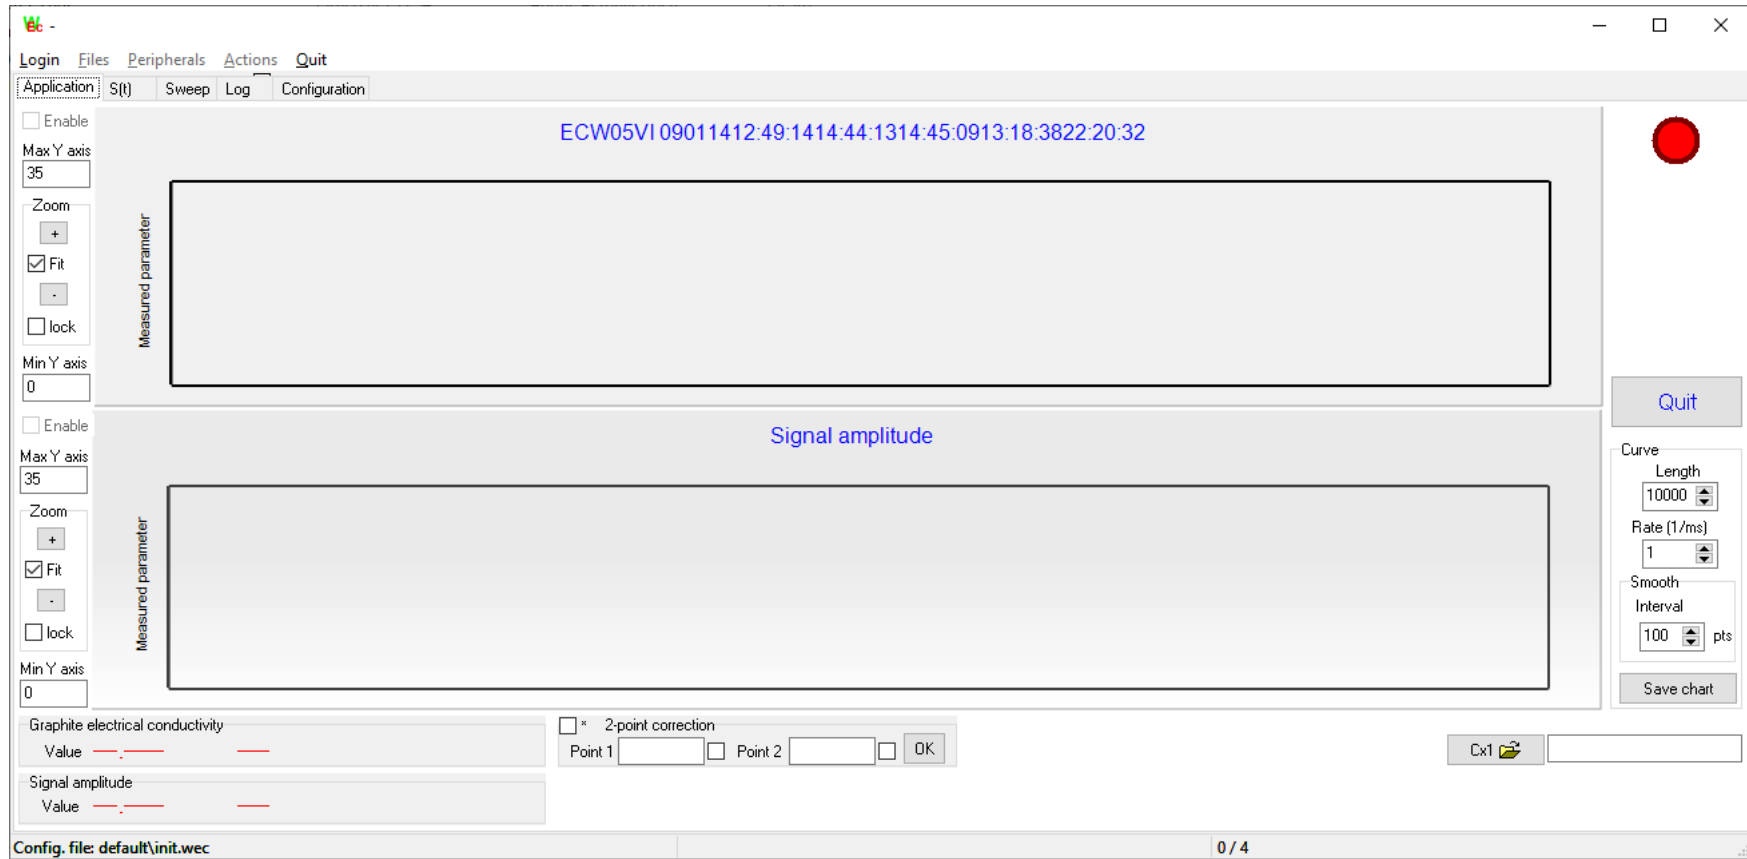 WEc -
Login Files Peripherals Actions Quit
Application S(t) Sweep Log Configuration
Enable
Max Y axis
35
Zoom
+
Fit
-
lock
Min Y axis
0
ECW05VI 09011412:49:1414:44:1314:45:0913:18:3822:20:32
Measured parameter
Enable
Max Y axis
35
Zoom
+
Fit
-
lock
Min Y axis
0
Signal amplitude
Measured parameter
Quit
Curve
Length
10000
Rate (1/ms)
1
Smooth
Interval
100 pts
Save chart
Graphite electrical conductivity
Value --.---- ---
Signal amplitude
Value --.---- ---
* 2-point correction
Point 1 Point 2 OK
Cx1
Config. file: default\init.wec 0 / 4